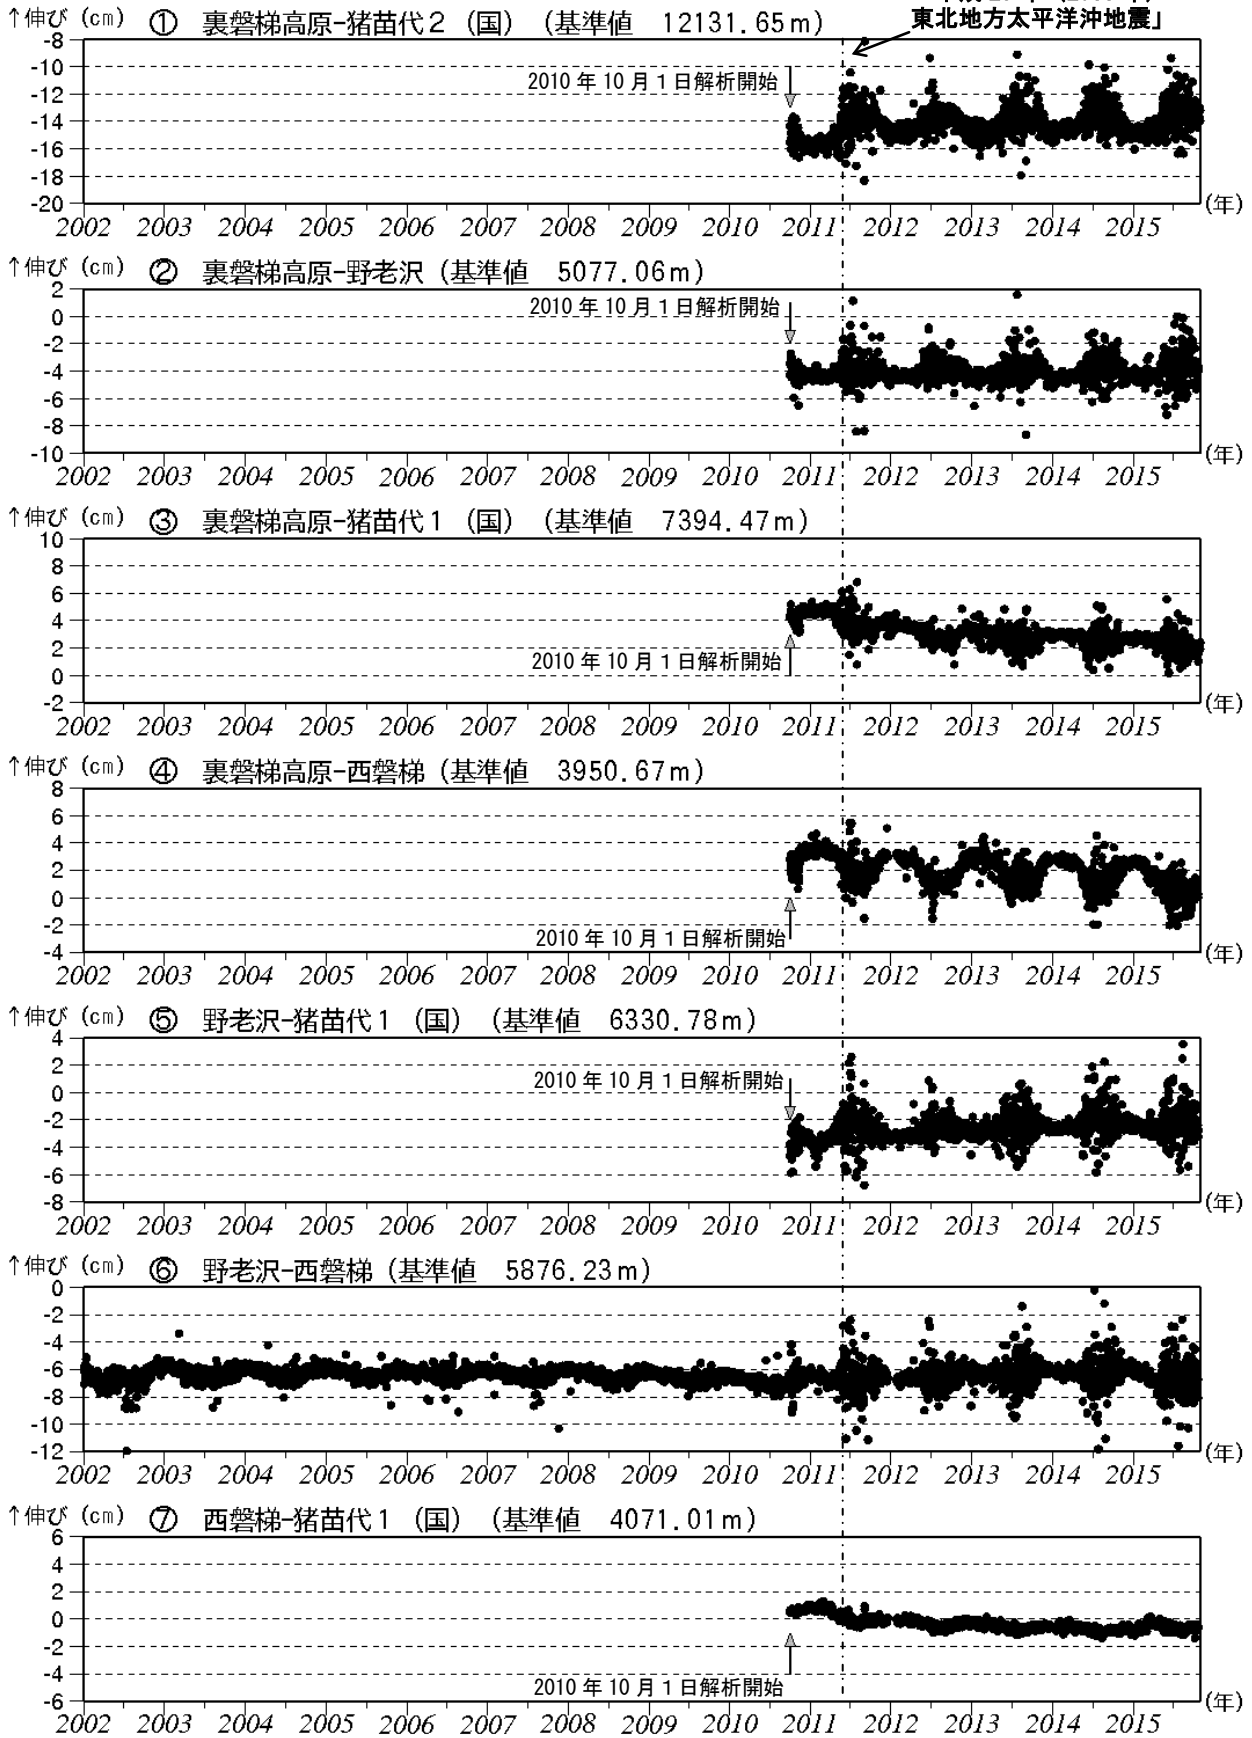 ↑伸び (cm) ① 裏磐梯高原-猪苗代2 (国) (基準値 12131.65m)
東北地方太平洋沖地震」
-8
-10
2010年10月1日解析開始
-12
-14
-16
-18
-20
2002 2003 2004 2005 2006 2007 2008 2009 2010 2011 2012 2013 2014 2015 (年)
↑伸び (cm) ② 裏磐梯高原-野老沢 (基準値 5077.06m)
2
2010年10月1日解析開始
0
-2
-4
-6
-8
-10
2002 2003 2004 2005 2006 2007 2008 2009 2010 2011 2012 2013 2014 2015 (年)
↑伸び (cm) ③ 裏磐梯高原-猪苗代1 (国) (基準値 7394.47m)
10
8
6
4
2
2010年10月1日解析開始
0
-2
2002 2003 2004 2005 2006 2007 2008 2009 2010 2011 2012 2013 2014 2015 (年)
↑伸び (cm) ④ 裏磐梯高原-西磐梯 (基準値 3950.67m)
8
6
4
2
0
-2
2010年10月1日解析開始
-4
2002 2003 2004 2005 2006 2007 2008 2009 2010 2011 2012 2013 2014 2015 (年)
↑伸び (cm) ⑤ 野老沢-猪苗代1 (国) (基準値 6330.78m)
4
2
2010年10月1日解析開始
0
-2
-4
-6
-8
2002 2003 2004 2005 2006 2007 2008 2009 2010 2011 2012 2013 2014 2015 (年)
↑伸び (cm) ⑥ 野老沢-西磐梯 (基準値 5876.23m)
0
-2
-4
-6
-8
-10
-12
2002 2003 2004 2005 2006 2007 2008 2009 2010 2011 2012 2013 2014 2015 (年)
↑伸び (cm) ⑦ 西磐梯-猪苗代1 (国) (基準値 4071.01m)
6
4
2
0
-2
-4
2010年10月1日解析開始
-6
2002 2003 2004 2005 2006 2007 2008 2009 2010 2011 2012 2013 2014 2015 (年)